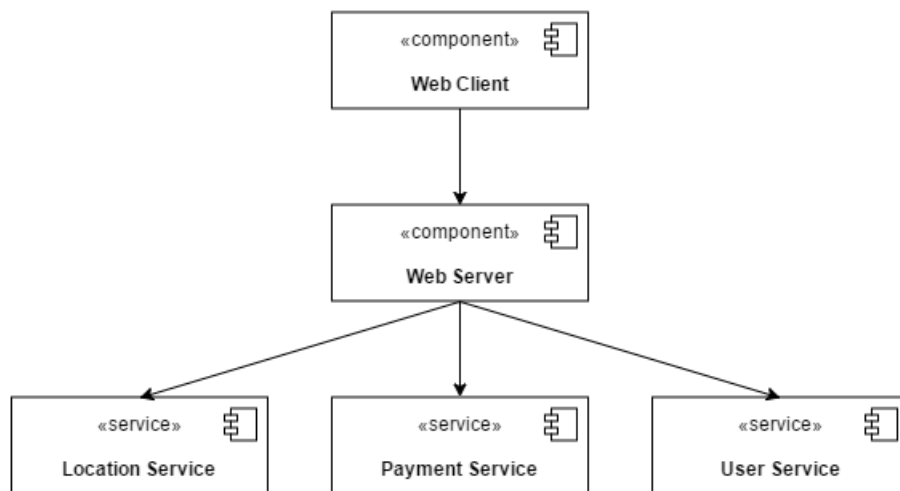 «component»
Web Client
«component»
Web Server
«service»
Location Service
«service»
Payment Service
«service»
User Service